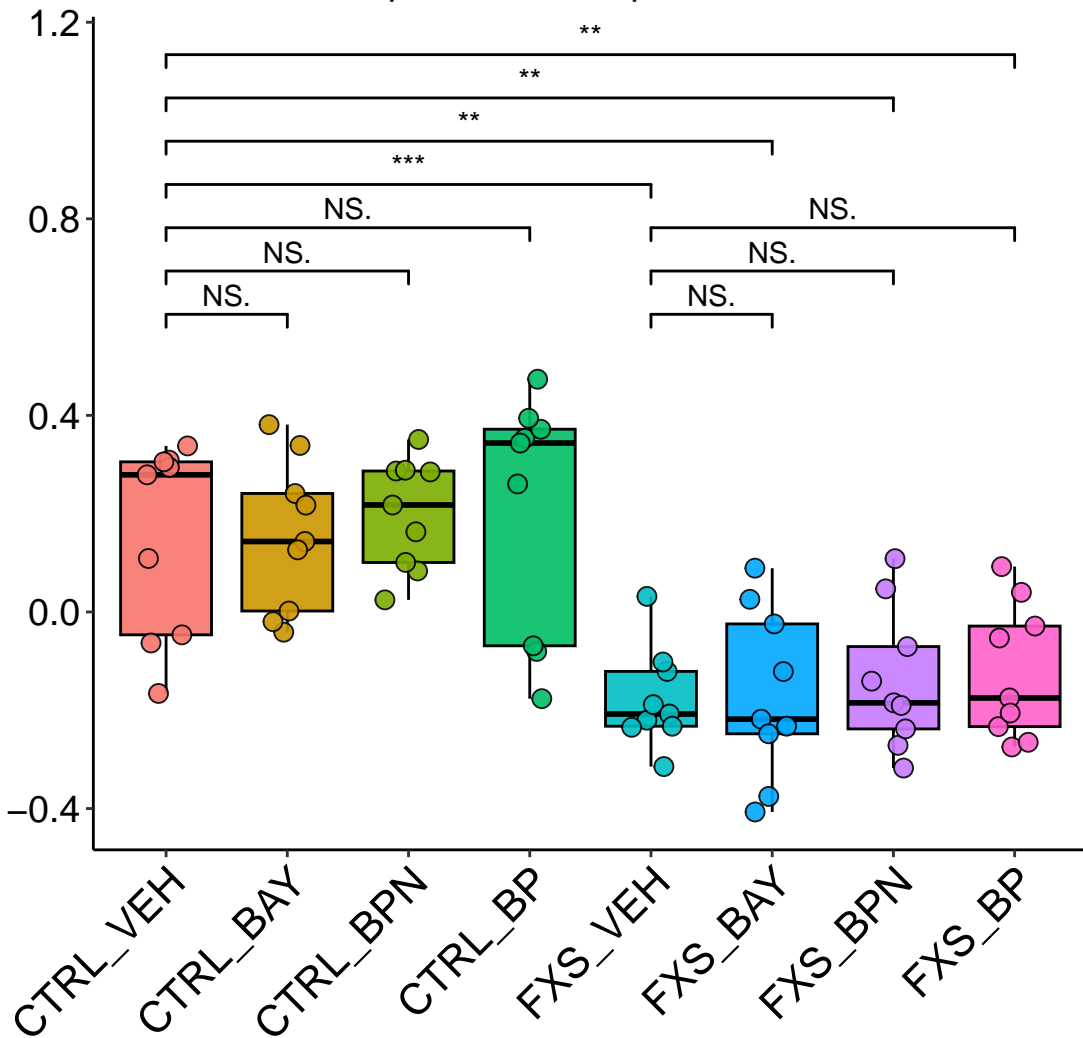 1.2
**
**
**
***
0.8
NS.
NS.
NS.
NS.
NS.
NS.
0.4
0.0
−0.4
CTRL_VEH
CTRL_BAY
CTRL_BPN
CTRL_BP
FXS_VEH
FXS_BAY
FXS_BPN
FXS_BP